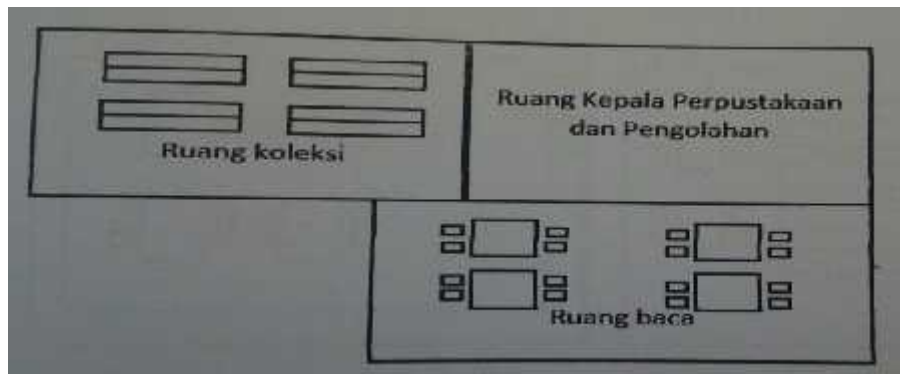 Ruang Kepala Perpustakaan
dan Pengolahan
Ruang koleksi
Ruang baca